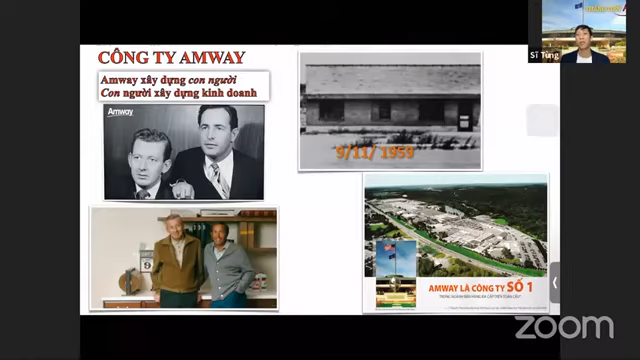 CÔNG TY AMWAY
Amway xây dựng con người
Con người xây dựng kinh doanh
Amway
9/11/ 1959
9
AMWAY LÀ CÔNG TY SỐ 1
Sĩ Tùng
zoom